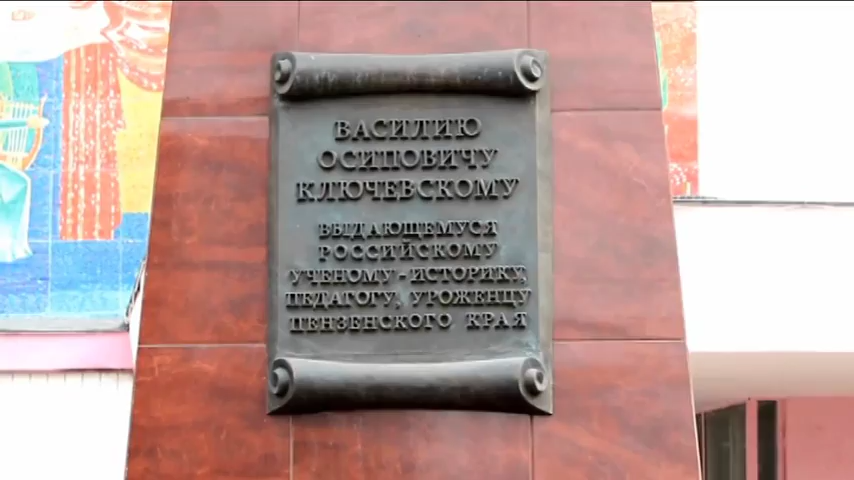 ВАСИЛИЮ
ОСИПОВИЧУ
КЛЮЧЕВСКОМУ
ВЫДАЮЩЕМУСЯ
РОССИЙСКОМУ
УЧЕНОМУ-ИСТОРИКУ,
ПЕДАГОГУ, УРОЖЕНЦУ
ПЕНЗЕНСКОГО КРАЯ